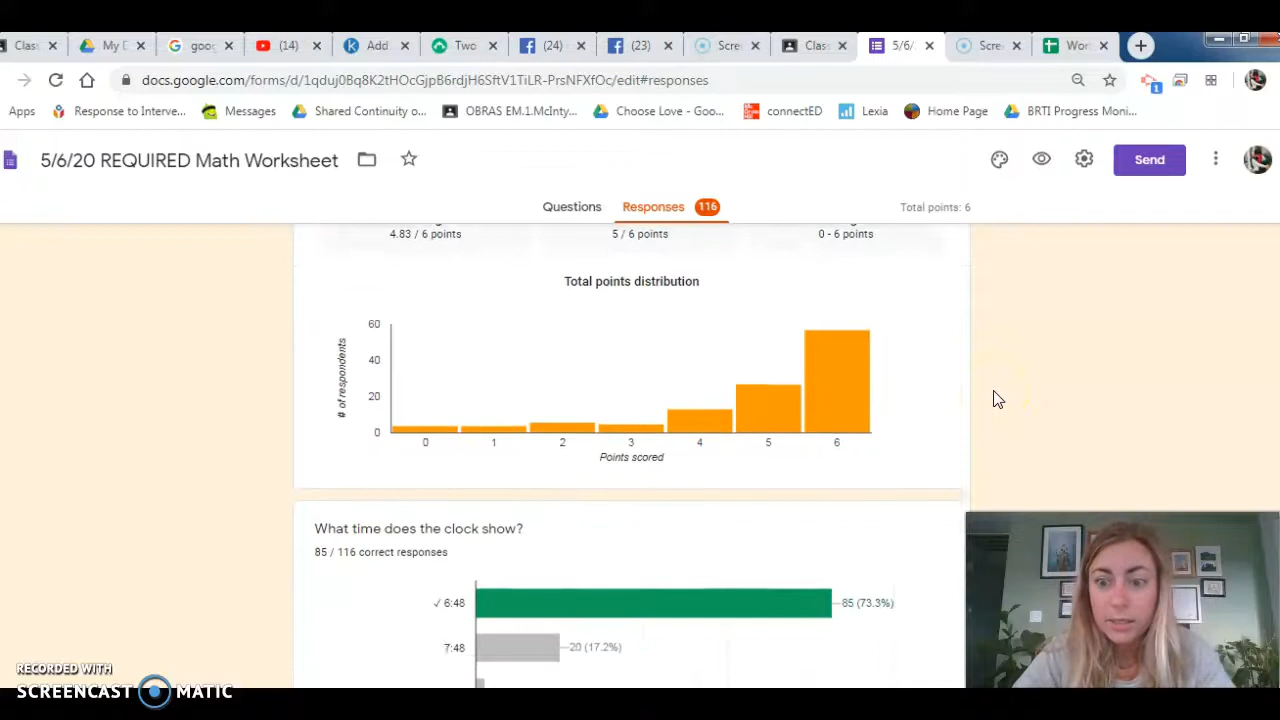 Class
My D
goog
(14)
Add
Two
(24)
(23)
Scre
Class
5/6/
Scre
Wor
docs.google.com/forms/d/1qduj0Bq8K2tHOcGjpB6rdjH6SftV1TiLR-PrsNFXfOc/edit#responses
1
Apps
Response to Interve...
Messages
Shared Continuity o...
OBRAS EM.1.McInty...
Choose Love - Goo...
connectED
Lexia
Home Page
BRTI Progress Moni...
5/6/20 REQUIRED Math Worksheet
Send
Questions
Responses 116
Total points: 6
4.83 / 6 points
5 / 6 points
0 - 6 points
Total points distribution
# of respondents
60
40
20
0
0 1 2 3 4 5 6
Points scored
What time does the clock show?
85 / 116 correct responses
✓ 6:48
85 (73.3%)
7:48
20 (17.2%)
RECORDED WITH
SCREENCAST MATIC